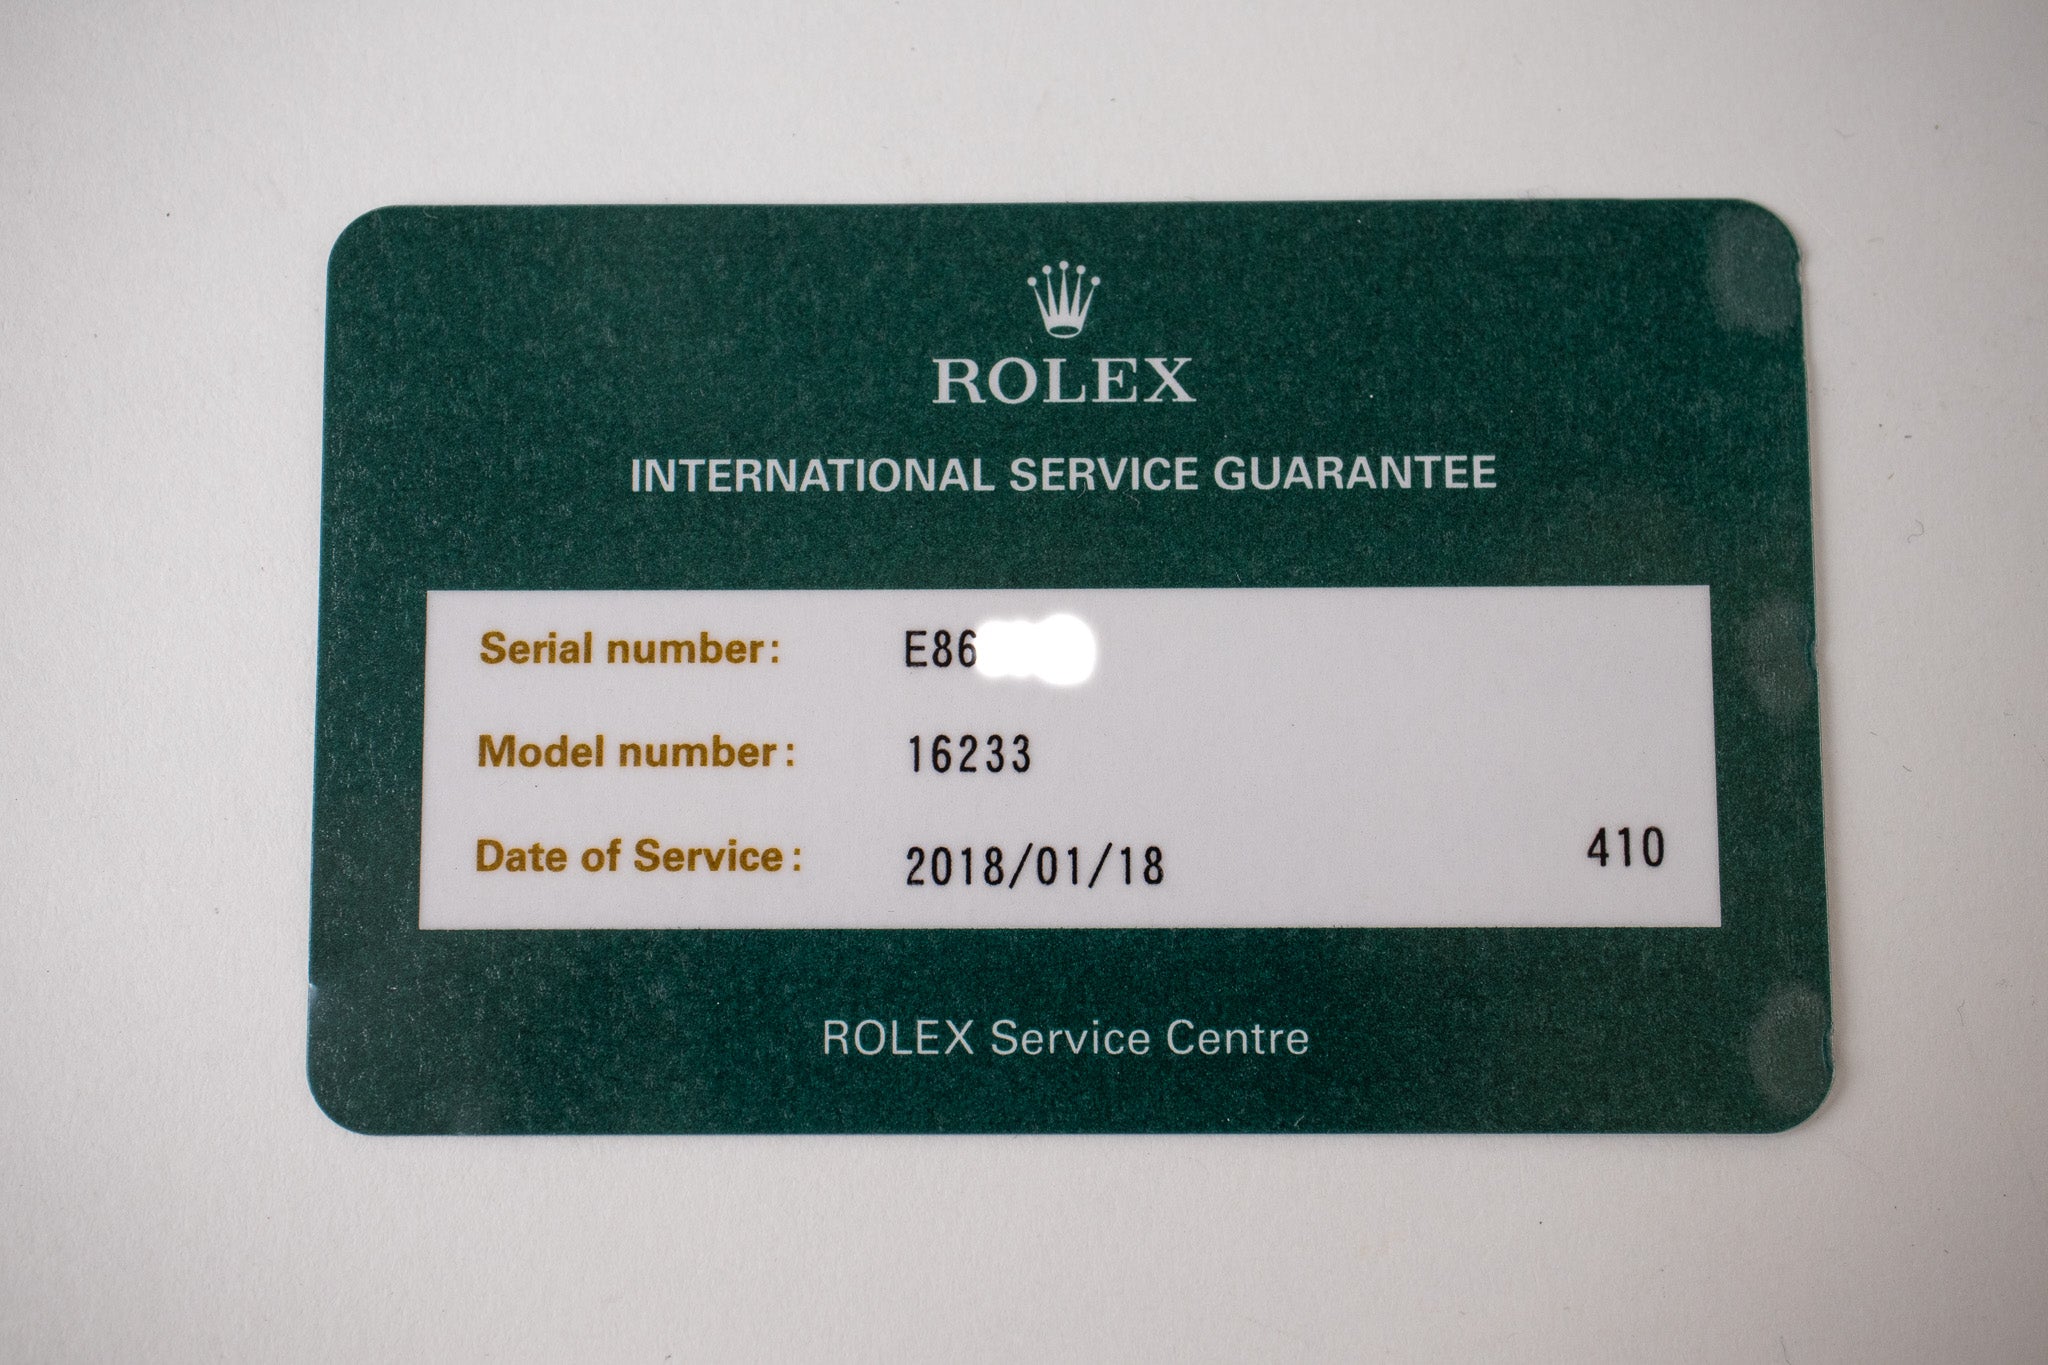 ROLEX
INTERNATIONAL SERVICE GUARANTEE
Serial number: E86
Model number: 16233
Date of Service: 2018/01/18 410
ROLEX Service Centre